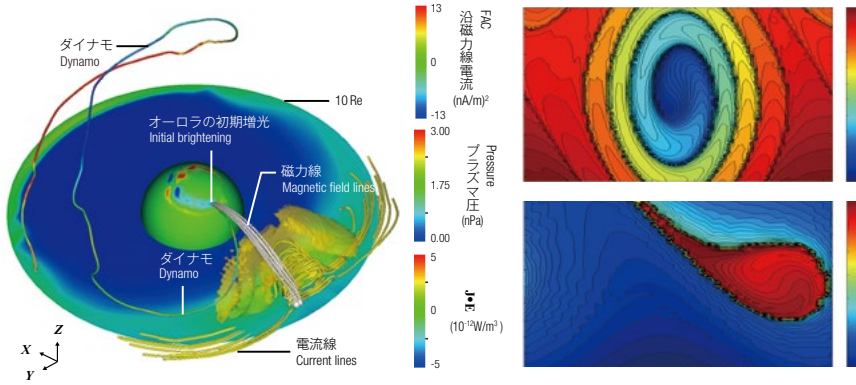 ダイナモ
Dynamo
10 Re
オーロラの初期増光
Initial brightening
磁力線
Magnetic field lines
ダイナモ
Dynamo
電流線
Current lines
Z
X
Y
13
0
-13
FAC
沿磁力線電流
(nA/m)²
3.00
1.75
0.00
Pressure
プラズマ圧
(nPa)
5
0
-5
J•E
(10⁻¹²W/m³)